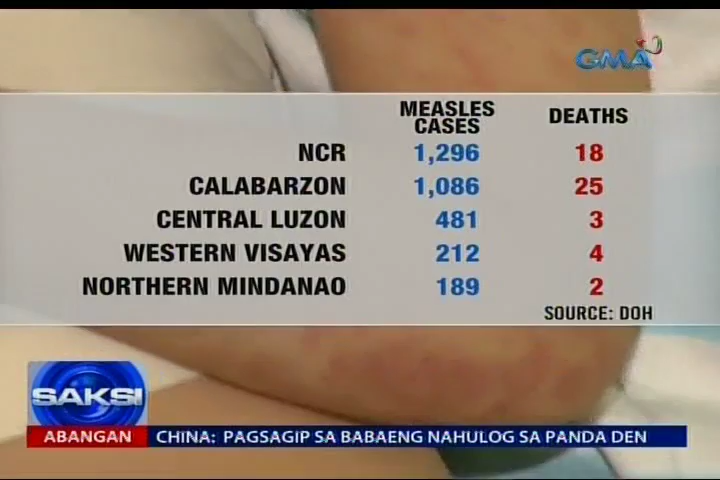 GMA
MEASLES CASES DEATHS
NCR 1,296 18
CALABARZON 1,086 25
CENTRAL LUZON 481 3
WESTERN VISAYAS 212 4
NORTHERN MINDANAO 189 2
SOURCE: DOH
SAKSI
ABANGAN CHINA: PAGSAGIP SA BABAENG NAHULOG SA PANDA DEN